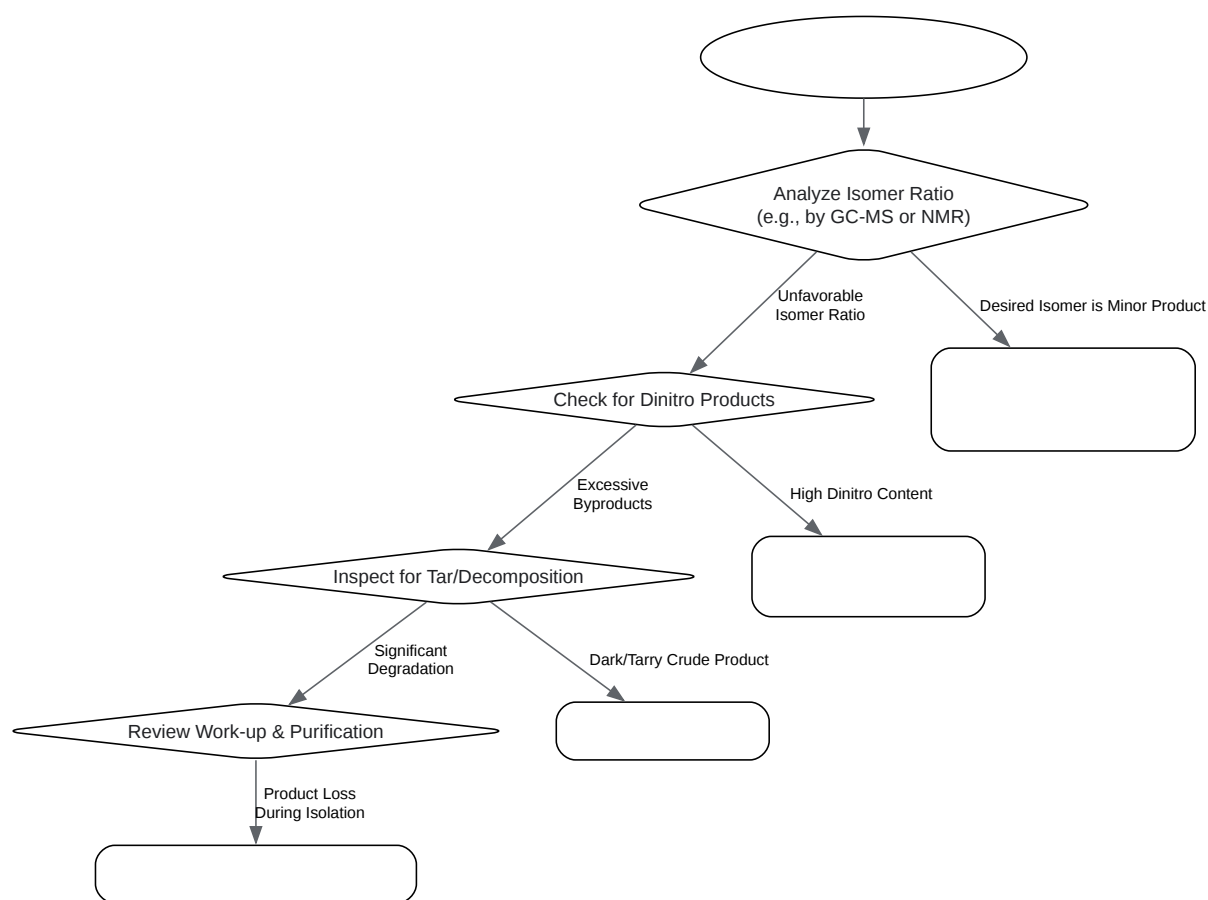 Analyze Isomer Ratio
(e.g., by GC-MS or NMR)
Unfavorable
Isomer Ratio
Desired Isomer is Minor Product
Check for Dinitro Products
Excessive
Byproducts
High Dinitro Content
Inspect for Tar/Decomposition
Significant
Degradation
Dark/Tarry Crude Product
Review Work-up & Purification
Product Loss
During Isolation